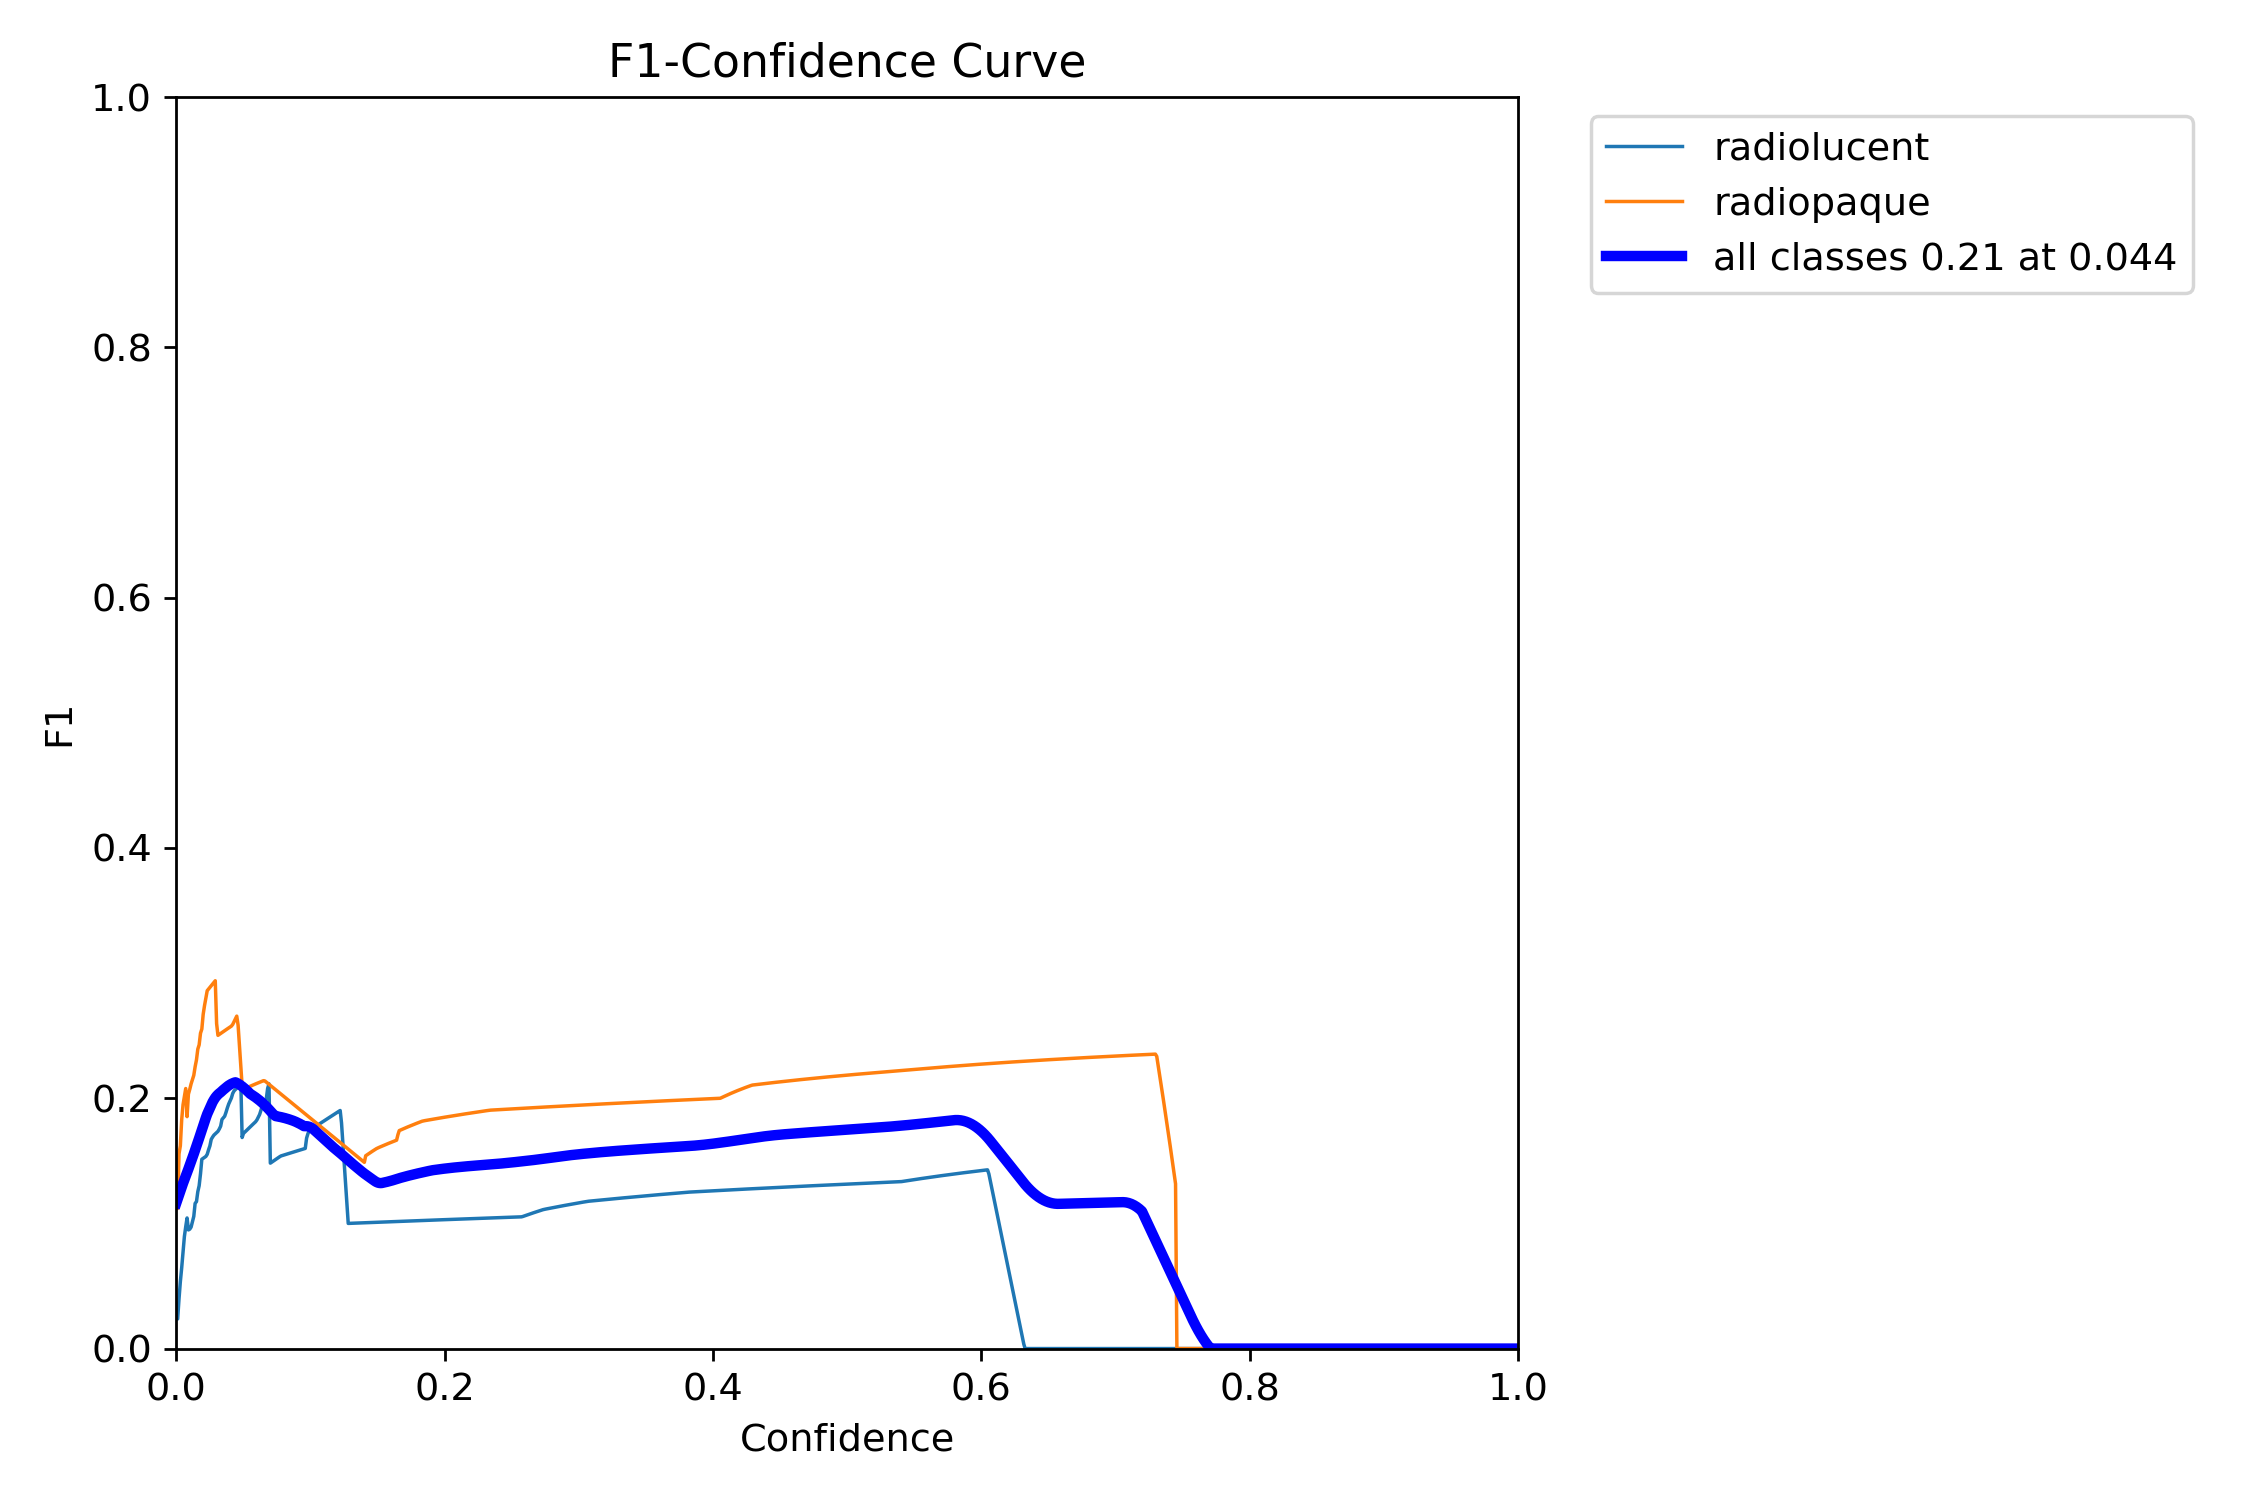 F1-Confidence Curve
1.0
0.8
0.6
0.4
0.2
0.0
F1
0.0 0.2 0.4 0.6 0.8 1.0
Confidence
radiolucent
radiopaque
all classes 0.21 at 0.044